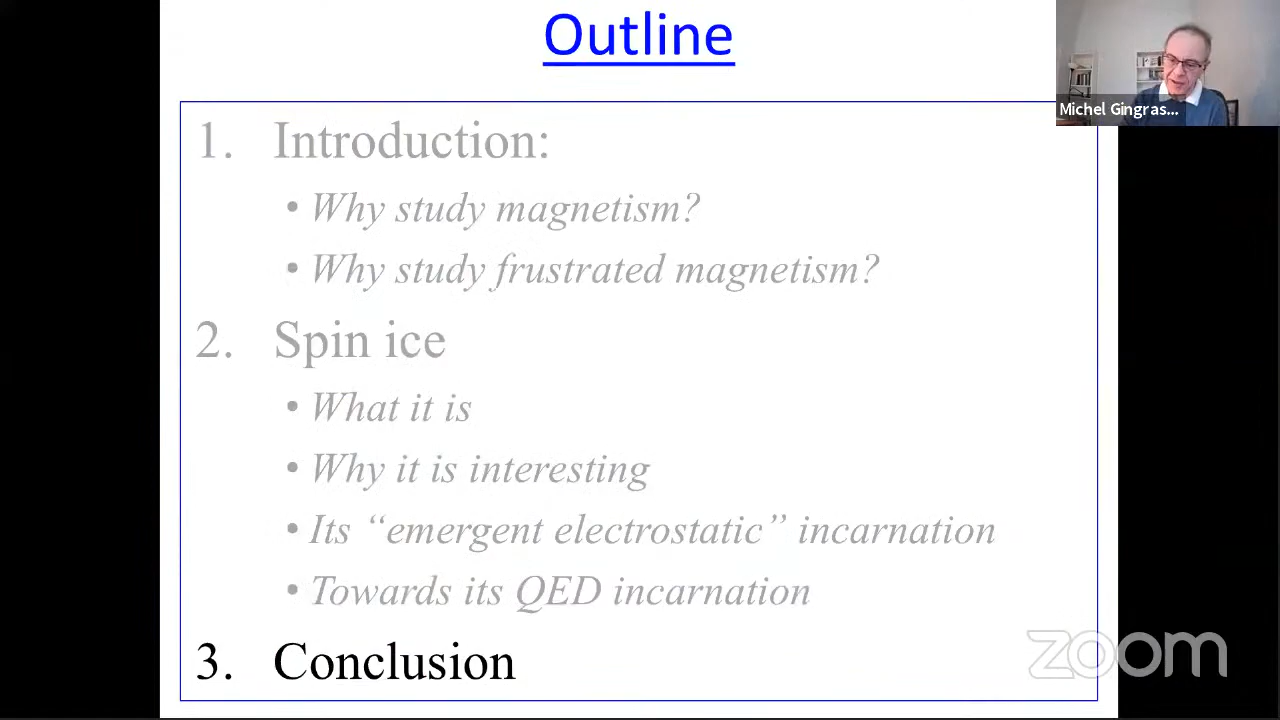 Outline
Michel Gingras...
1. Introduction:
• Why study magnetism?
• Why study frustrated magnetism?
2. Spin ice
• What it is
• Why it is interesting
• Its “emergent electrostatic” incarnation
• Towards its QED incarnation
3. Conclusion
zoom